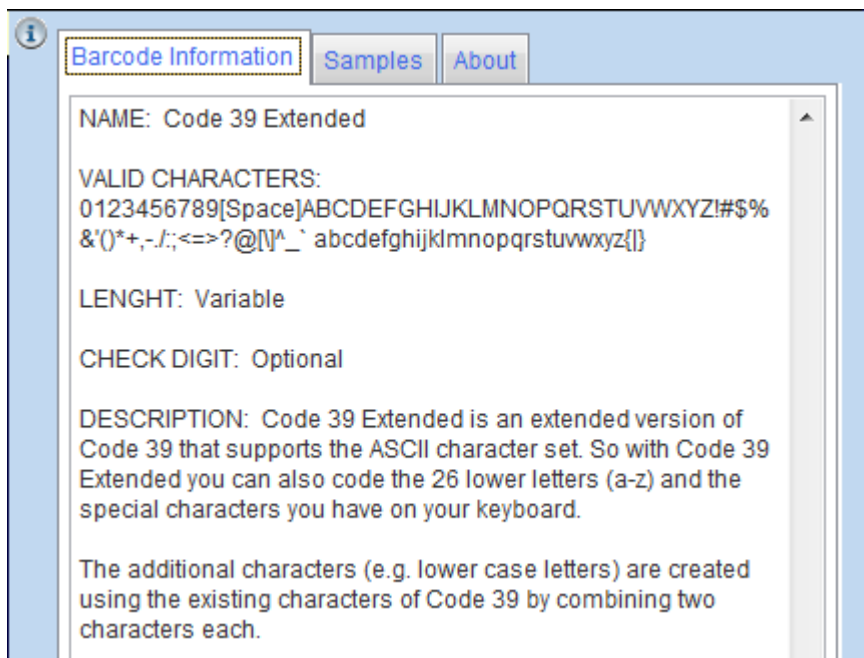 Barcode Information Samples About
NAME:  Code 39 Extended
VALID CHARACTERS:
0123456789[Space]ABCDEFGHIJKLMNOPQRSTUVWXYZ!#$%
&'()*+,-./:;<=>?@[\]^_` abcdefghijklmnopqrstuvwxyz{|}
LENGHT:  Variable
CHECK DIGIT:  Optional
DESCRIPTION:  Code 39 Extended is an extended version of
Code 39 that supports the ASCII character set. So with Code 39
Extended you can also code the 26 lower letters (a-z) and the
special characters you have on your keyboard.
The additional characters (e.g. lower case letters) are created
using the existing characters of Code 39 by combining two
characters each.